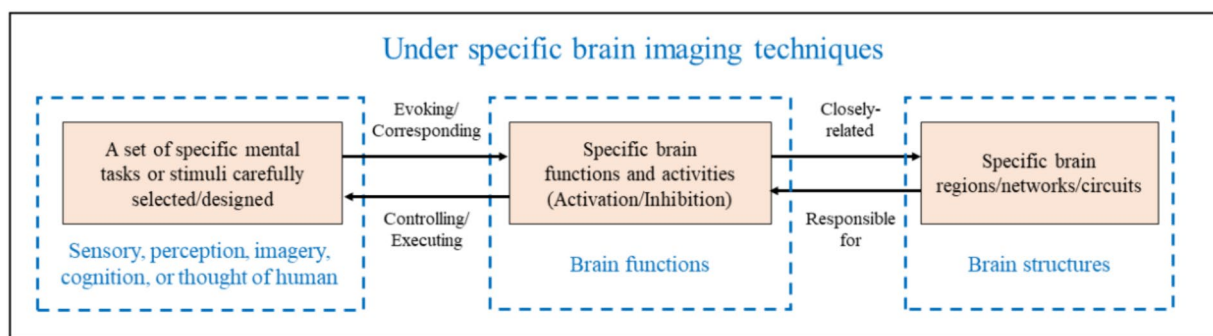 Under specific brain imaging techniques
A set of specific mental
tasks or stimuli carefully
selected/designed
Sensory, perception, imagery,
cognition, or thought of human
Evoking/
Corresponding
Controlling/
Executing
Specific brain
functions and activities
(Activation/Inhibition)
Brain functions
Closely-
related
Responsible
for
Specific brain
regions/networks/circuits
Brain structures